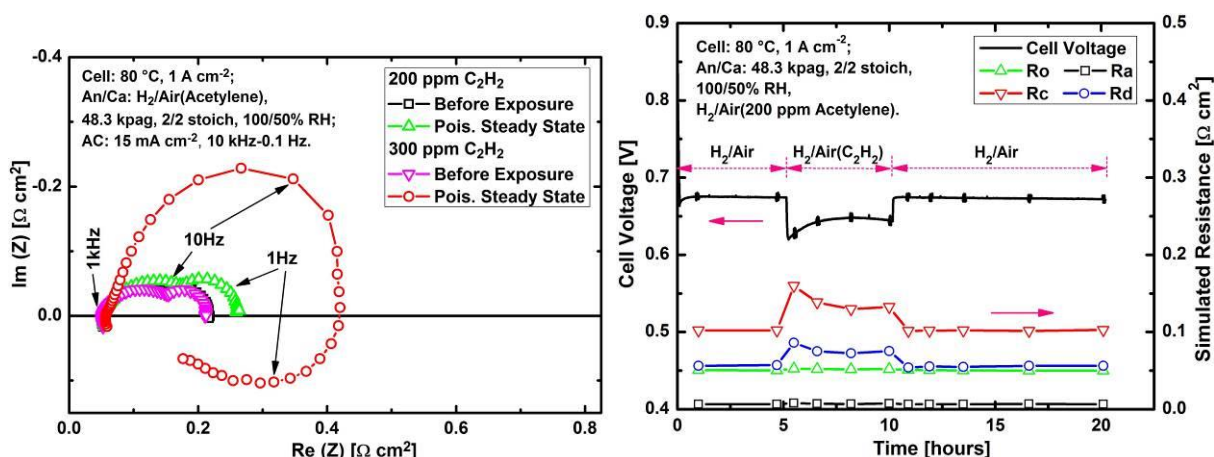 -0.4
-0.2
0.0
Im (Z) [Ω cm²]
Cell: 80 °C, 1 A cm⁻²;
An/Ca: H₂/Air(Acetylene),
48.3 kpag, 2/2 stoich, 100/50% RH;
AC: 15 mA cm⁻², 10 kHz-0.1 Hz.
200 ppm C₂H₂
Before Exposure
Pois. Steady State
300 ppm C₂H₂
Before Exposure
Pois. Steady State
1kHz
10Hz
1Hz
0.0 0.2 0.4 0.6 0.8
Re (Z) [Ω cm²]
0.9
0.8
0.7
0.6
0.5
0.4
Cell Voltage [V]
Cell: 80 °C, 1 A cm⁻²;
An/Ca: 48.3 kpag, 2/2 stoich,
100/50% RH,
H₂/Air(200 ppm Acetylene).
Cell Voltage
Ro Ra
Rc Rd
H₂/Air H₂/Air(C₂H₂) H₂/Air
0.5
0.4
0.3
0.2
0.1
0.0
Simulated Resistance [Ω cm²]
0 5 10 15 20
Time [hours]